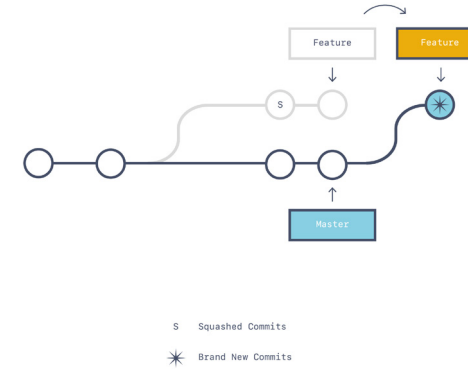 Feature
Feature
S
Master
S Squashed Commits
Brand New Commits